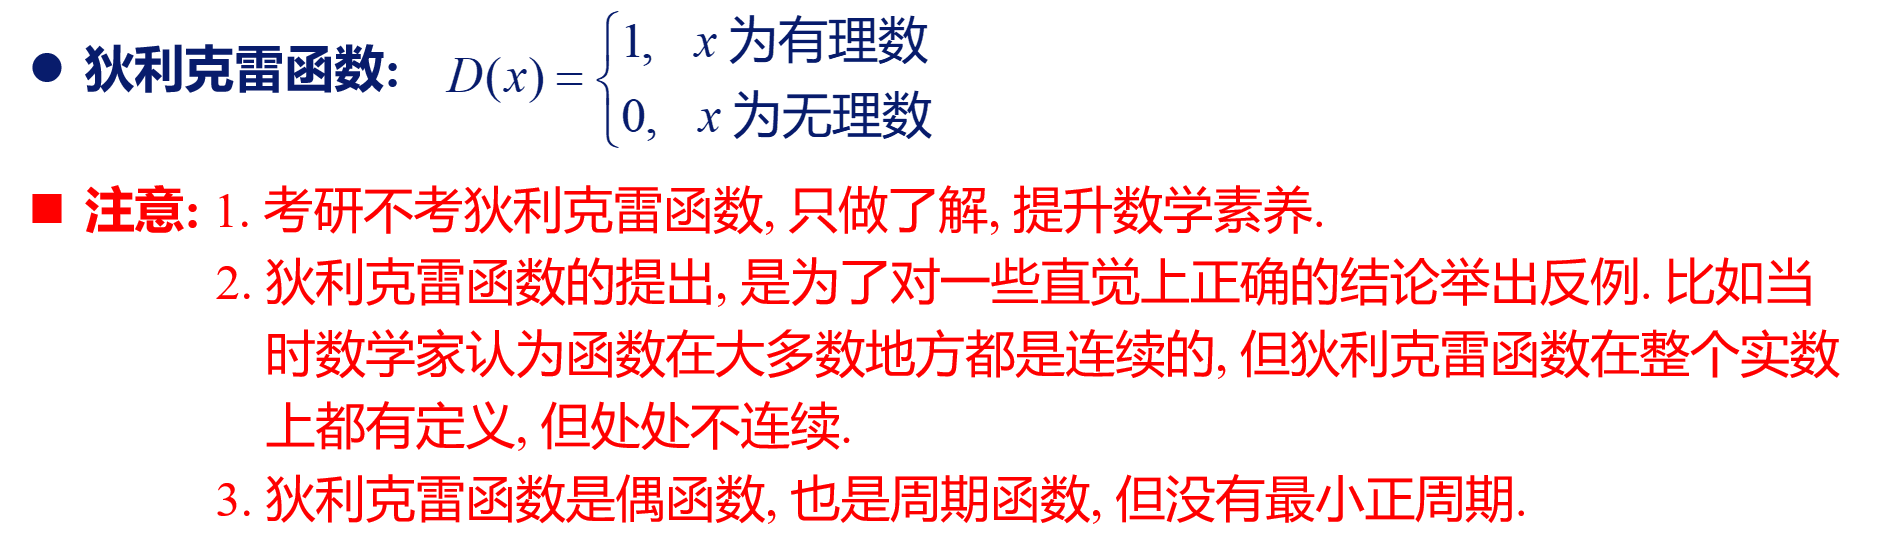 ● 狄利克雷函数: D(x) = { 1, x 为有理数
0, x 为无理数
■ 注意: 1. 考研不考狄利克雷函数, 只做了解, 提升数学素养.
2. 狄利克雷函数的提出, 是为了对一些直觉上正确的结论举出反例. 比如当
时数学家认为函数在大多数地方都是连续的, 但狄利克雷函数在整个实数
上都有定义, 但处处不连续.
3. 狄利克雷函数是偶函数, 也是周期函数, 但没有最小正周期.